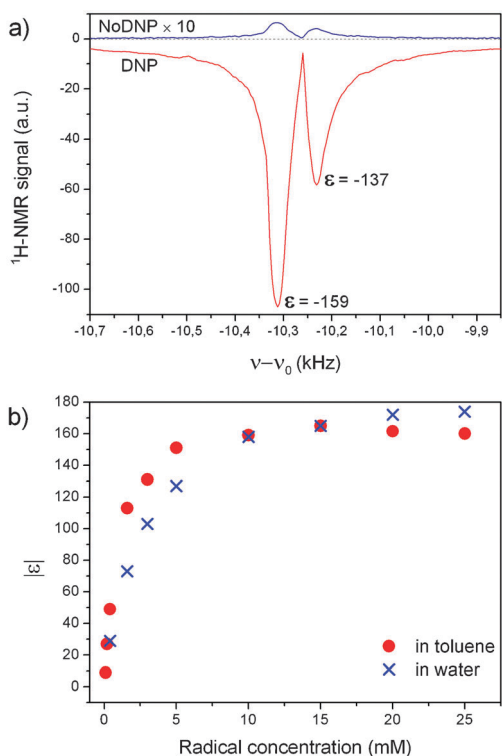 a)
NoDNP × 10
DNP
0
-20
-40
-60
-80
-100
¹H-NMR signal (a.u.)
ε = -137
ε = -159
-10,7 -10,6 -10,5 -10,4 -10,3 -10,2 -10,1 -10,0 -9,9
ν–ν₀ (kHz)
b)
180
160
140
120
100
80
60
40
20
0
|ε|
in toluene
in water
0 5 10 15 20 25
Radical concentration (mM)